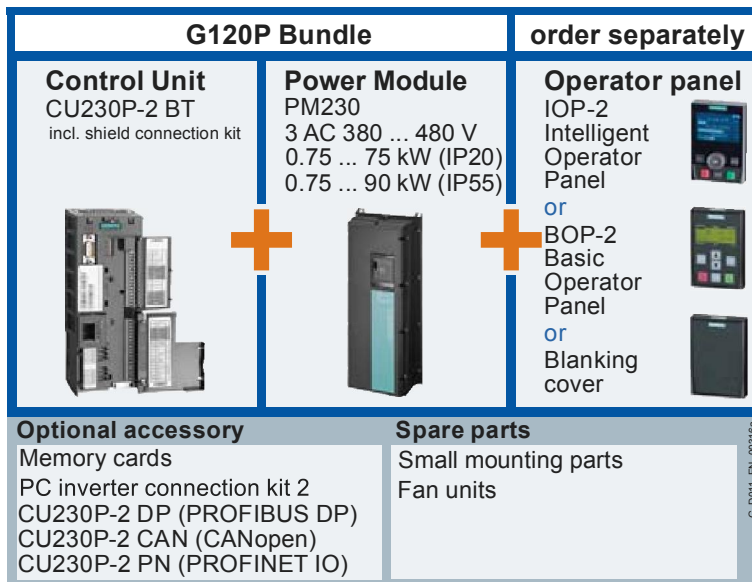 G120P Bundle
order separately
Control Unit
CU230P-2 BT
incl. shield connection kit
Power Module
PM230
3 AC 380 ... 480 V
0.75 ... 75 kW (IP20)
0.75 ... 90 kW (IP55)
Operator panel
IOP-2
Intelligent
Operator
Panel
or
BOP-2
Basic
Operator
Panel
or
Blanking
cover
Optional accessory
Memory cards
PC inverter connection kit 2
CU230P-2 DP (PROFIBUS DP)
CU230P-2 CAN (CANopen)
CU230P-2 PN (PROFINET IO)
Spare parts
Small mounting parts
Fan units